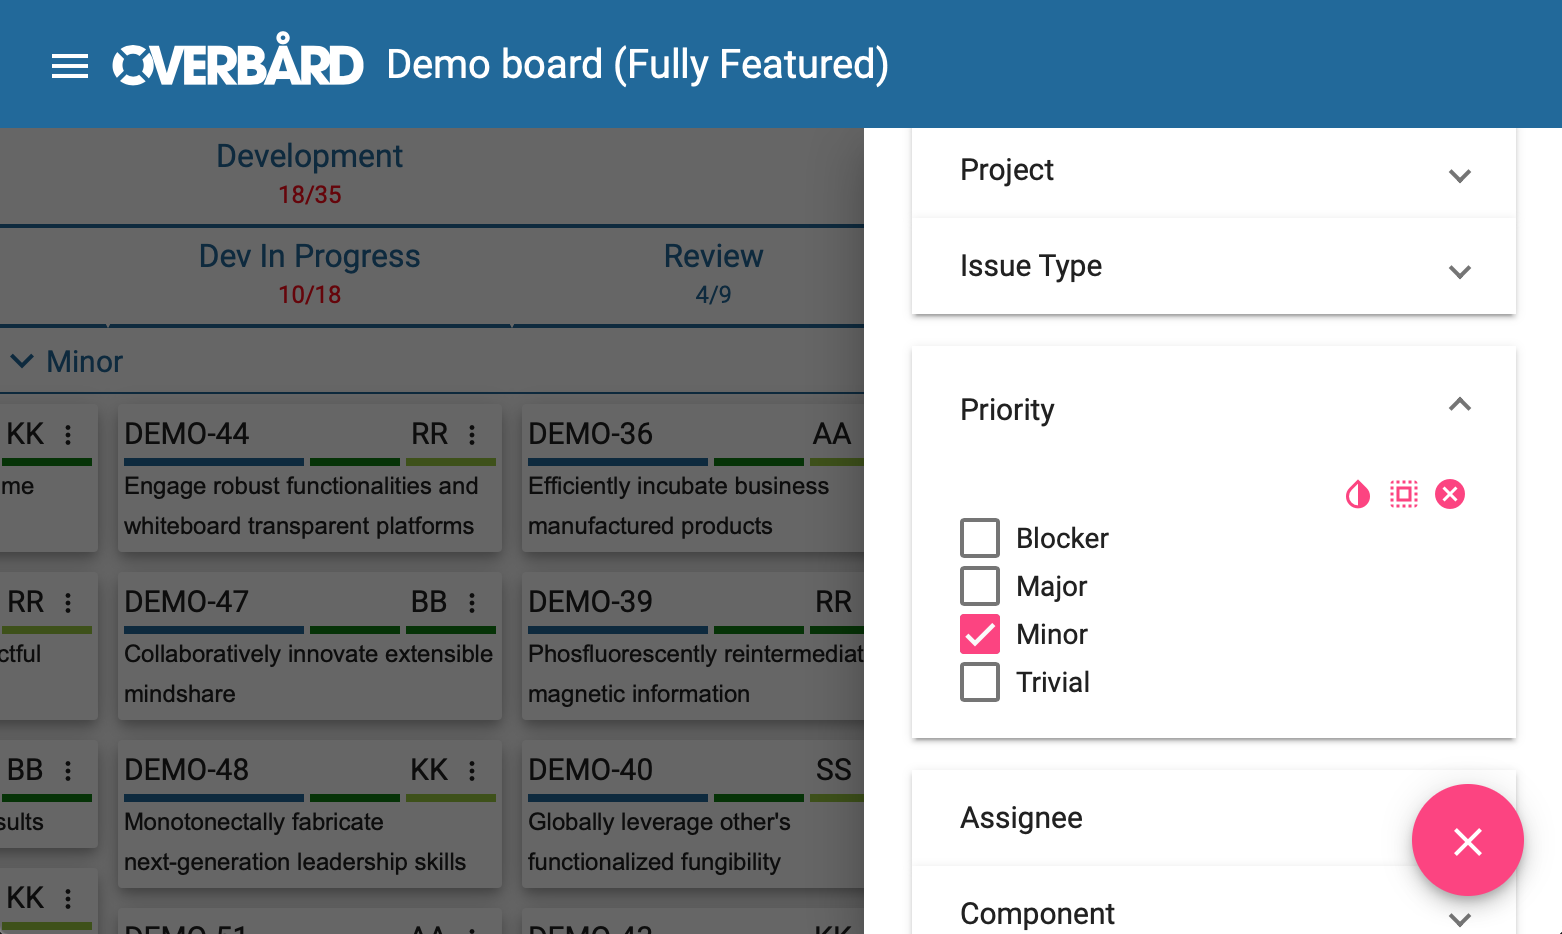 OVERBÅRD Demo board (Fully Featured)
Development
18/35
Dev In Progress
10/18
Review
4/9
Minor
KK
me
DEMO-44 RR
Engage robust functionalities and
whiteboard transparent platforms
DEMO-36 AA
Efficiently incubate business
manufactured products
RR
ctful
DEMO-47 BB
Collaboratively innovate extensible
mindshare
DEMO-39 RR
Phosfluorescently reintermediat
magnetic information
BB
sults
DEMO-48 KK
Monotonectally fabricate
next-generation leadership skills
DEMO-40 SS
Globally leverage other's
functionalized fungibility
KK
DEMO-51 AA
Project
Issue Type
Priority
Blocker
Major
Minor
Trivial
Assignee
Component